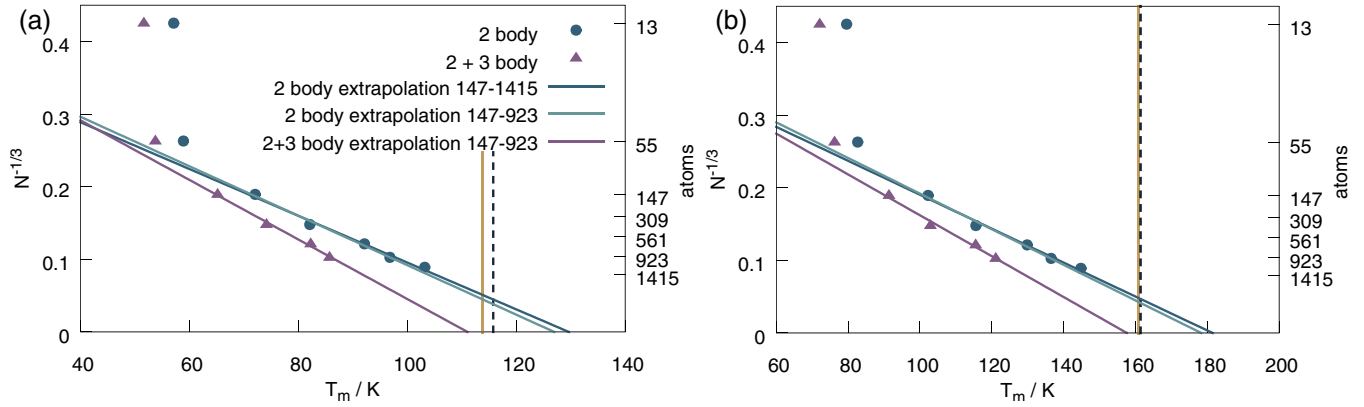 (a)
0.4
0.3
0.2
0.1
0
N-1/3
40
60
80
100
120
140
Tm / K
2 body
2 + 3 body
2 body extrapolation 147-1415
2 body extrapolation 147-923
2+3 body extrapolation 147-923
13
55
147
309
561
923
1415
atoms
(b)
0.4
0.3
0.2
0.1
0
N-1/3
60
80
100
120
140
160
180
200
Tm / K
13
55
147
309
561
923
1415
atoms